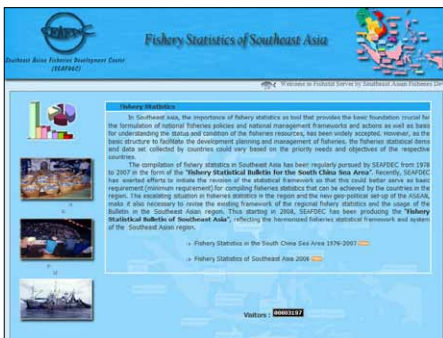 SEAFDEC
Fishery Statistics of Southeast Asia
Southeast Asian Fisheries Development Center
(SEAFDEC)
Welcome to Fishstat Server by Southeast Asian Fisheries De
Fishery Statistics
In Southeast Asia, the importance of fishery statistics as tool that provides the basic foundation crucial for
the formulation of national fisheries policies and national management frameworks and actions as well as basis
for understanding the status and condition of the fisheries resources, has been widely accepted. However, as the
basic structure to facilitate the development planning and management of fisheries, the fisheries statistical items
and data set collected by countries could vary based on the priority needs and objectives of the respective
countries.
The compilation of fishery statistics in Southeast Asia has been regularly pursued by SEAFDEC from 1978
to 2007 in the form of the "Fishery Statistical Bulletin for the South China Sea Area". Recently, SEAFDEC
has exerted efforts to initiate the revision of the statistical framework so that this could better serve as basic
requirement (minimum requirement) for compiling fisheries statistics that can be achieved by the countries in the
region. The escalating situation in fisheries statistics in the region and the new geo-political set-up of the ASEAN,
make it also necessary to revise the existing framework of the regional fishery statistics and the usage of the
Bulletin in the Southeast Asian region. Thus starting in 2008, SEAFDEC has been producing the "Fishery
Statistical Bulletin of Southeast Asia", reflecting the harmonized fisheries statistical framework and system
of the Southeast Asian region.
Fishery Statistics in the South China Sea Area 1976-2007
Fishery Statistics of Southeast Asia 2008
Visitors : 00003197